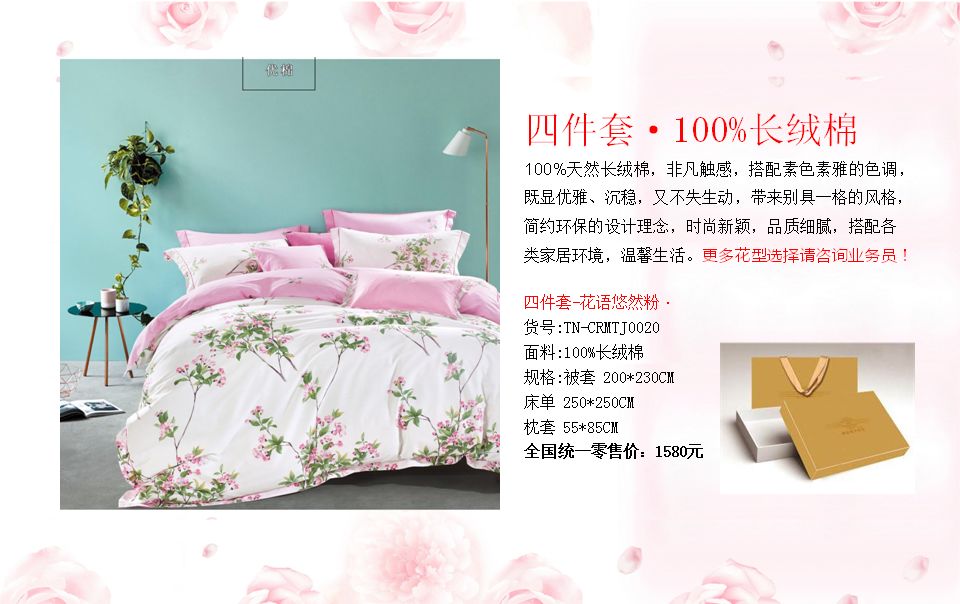 优棉
四件套·100%长绒棉
100%天然长绒棉，非凡触感，搭配素色素雅的色调，
既显优雅、沉稳，又不失生动，带来别具一格的风格，
简约环保的设计理念，时尚新颖，品质细腻，搭配各
类家居环境，温馨生活。更多花型选择请咨询业务员！
四件套-花语悠然粉·
货号:TN-CRMTJ0020
面料:100%长绒棉
规格:被套 200*230CM
床单 250*250CM
枕套 55*85CM
全国统一零售价: 1580元